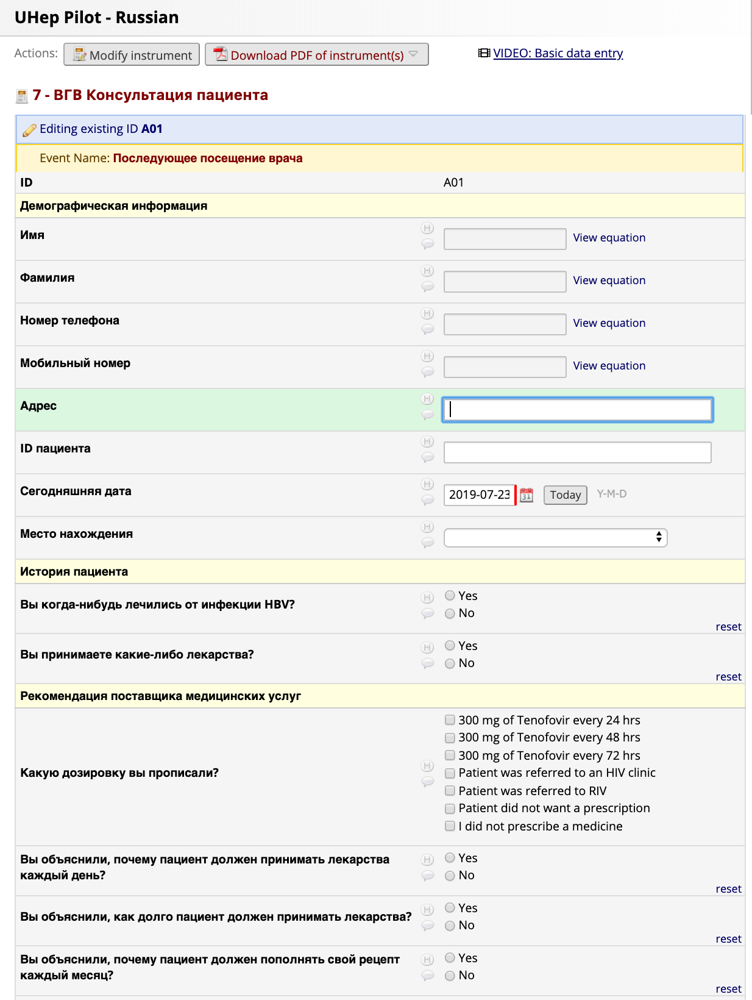 UHep Pilot - Russian
Actions: Modify instrument Download PDF of instrument(s) VIDEO: Basic data entry
7 - ВГВ Консультация пациента
Editing existing ID A01
Event Name: Последующее посещение врача
ID A01
Демографическая информация
Имя H View equation
Фамилия H View equation
Номер телефона H View equation
Мобильный номер H View equation
Адрес H
ID пациента H
Сегодняшняя дата H 2019-07-23 31 Today Y-M-D
Место нахождения H
История пациента
Вы когда-нибудь лечились от инфекции HBV? H Yes
No
reset
Вы принимаете какие-либо лекарства? H Yes
No
reset
Рекомендация поставщика медицинских услуг
Какую дозировку вы прописали? H
300 mg of Tenofovir every 24 hrs
300 mg of Tenofovir every 48 hrs
300 mg of Tenofovir every 72 hrs
Patient was referred to an HIV clinic
Patient was referred to RIV
Patient did not want a prescription
I did not prescribe a medicine
Вы объяснили, почему пациент должен принимать лекарства
каждый день? H Yes
No
reset
Вы объяснили, как долго пациент должен принимать лекарства? H Yes
No
reset
Вы объяснили, почему пациент должен пополнять свой рецепт
каждый месяц? H Yes
No
reset